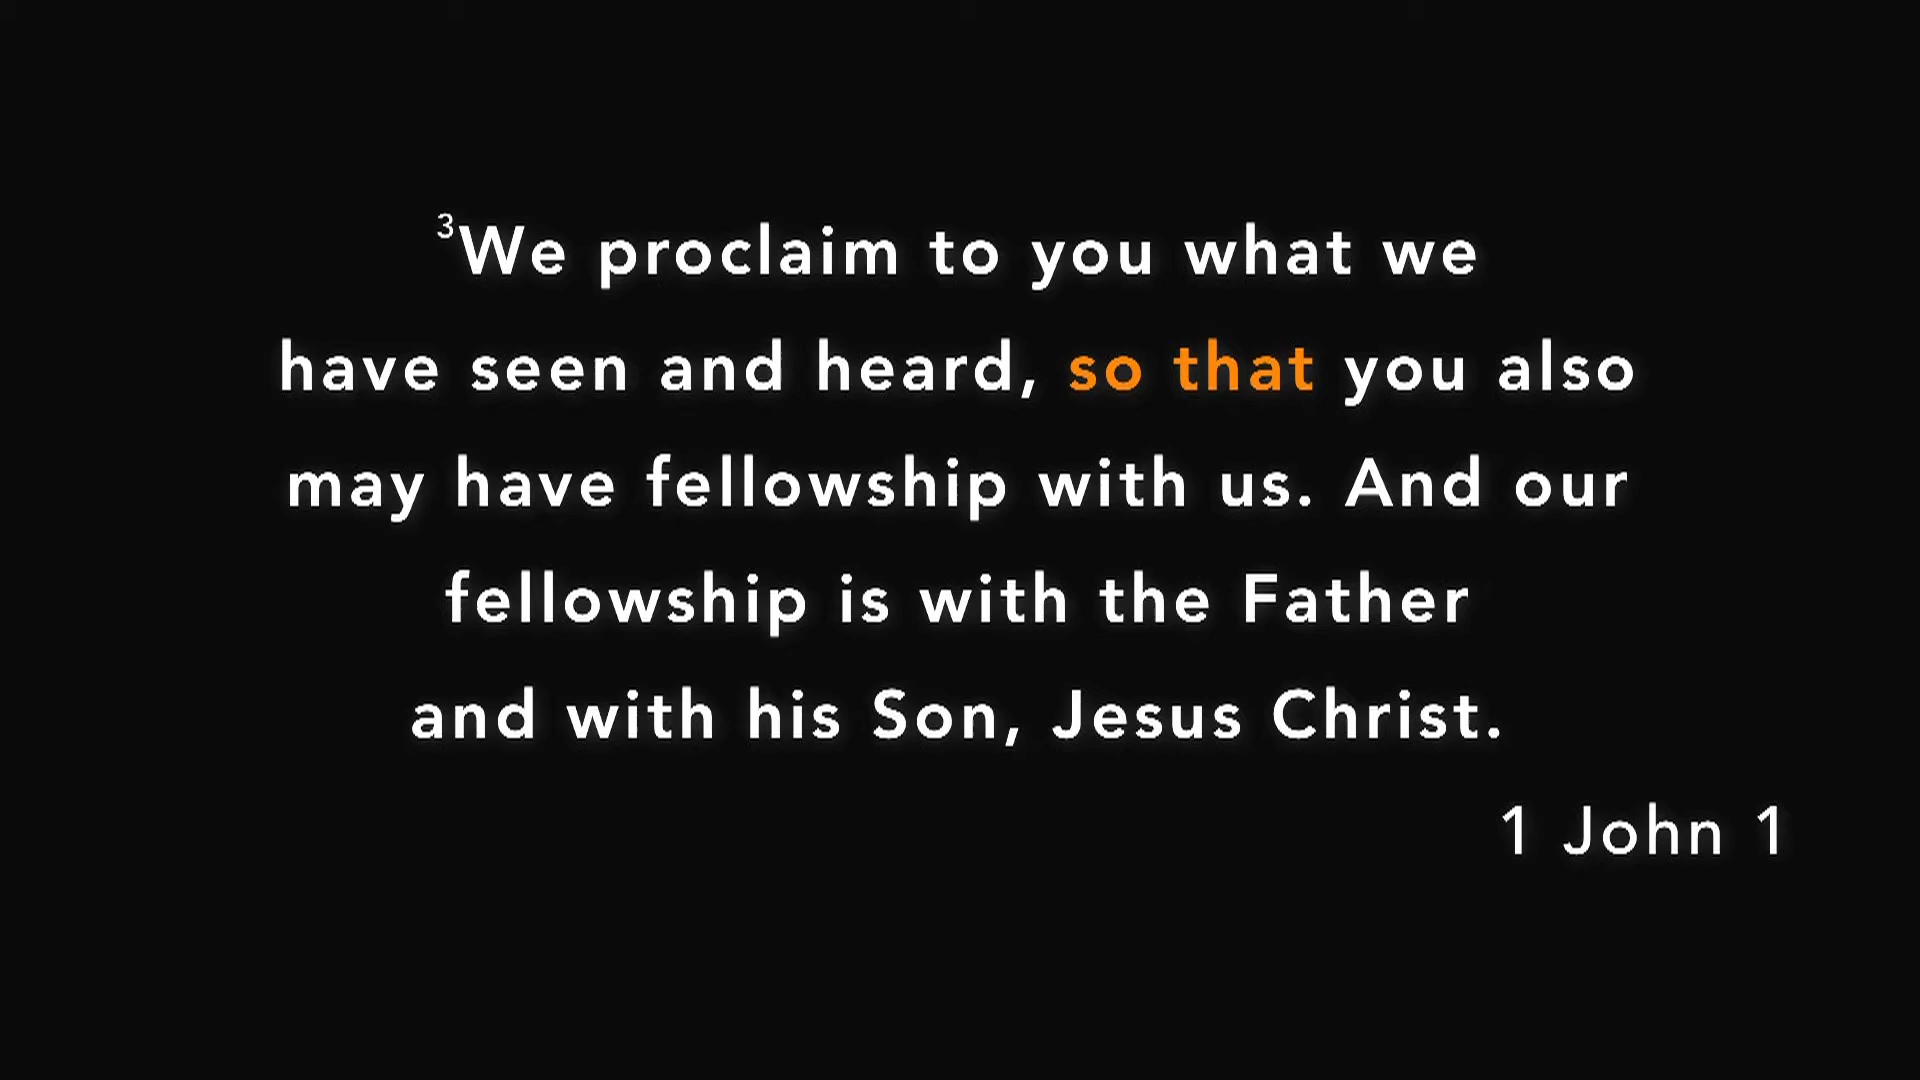 ³We proclaim to you what we
have seen and heard, so that you also
may have fellowship with us. And our
fellowship is with the Father
and with his Son, Jesus Christ.
1 John 1